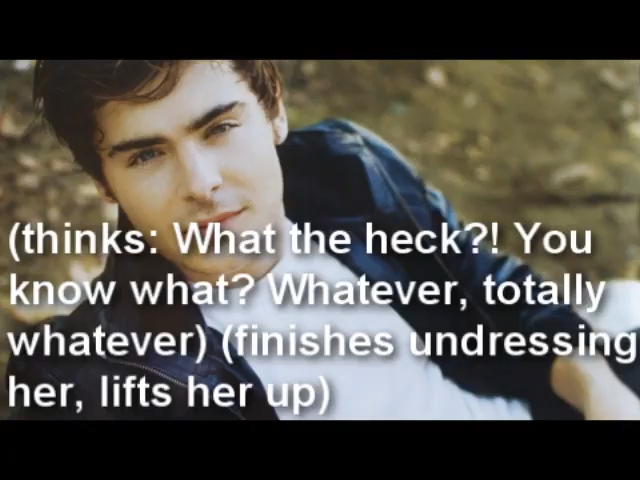 (thinks: What the heck?! You
know what? Whatever, totally
whatever) (finishes undressing
her, lifts her up)